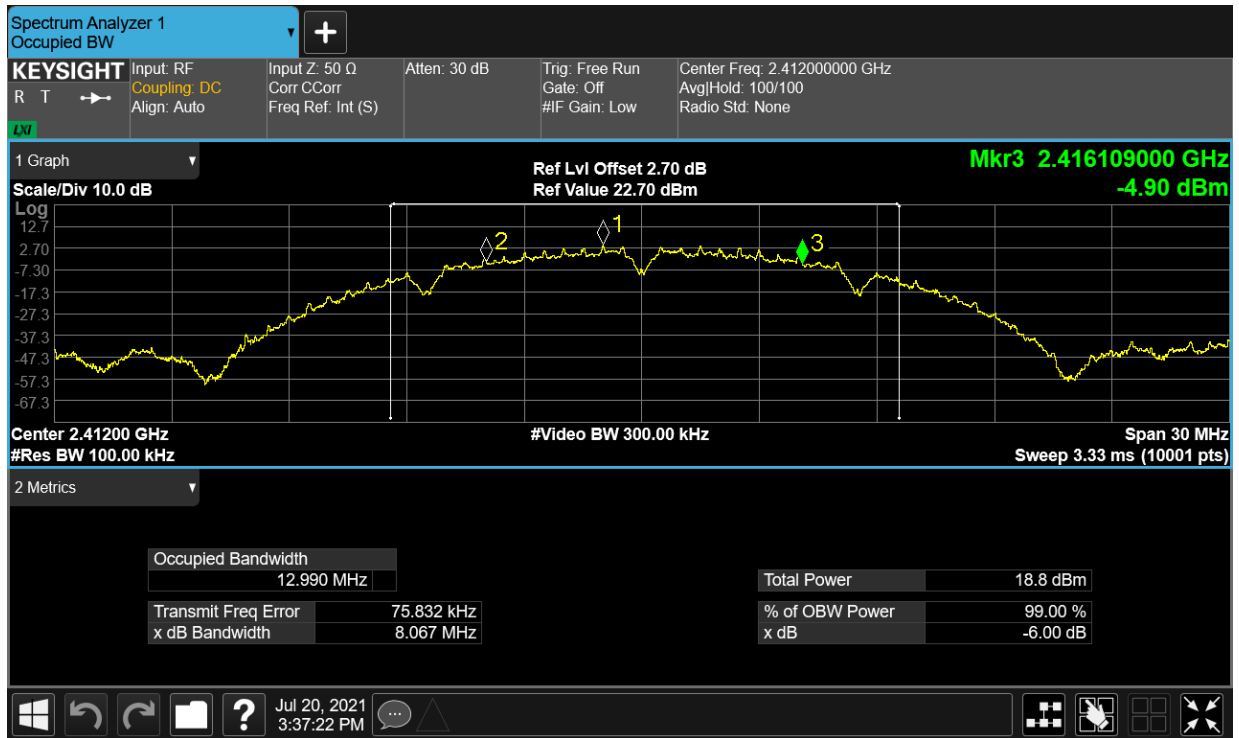 Spectrum Analyzer 1
Occupied BW
+
KEYSIGHT
R T
LXI
Input: RF
Coupling: DC
Align: Auto
Input Z: 50 Ω
Corr CCorr
Freq Ref: Int (S)
Atten: 30 dB
Trig: Free Run
Gate: Off
#IF Gain: Low
Center Freq: 2.412000000 GHz
Avg|Hold: 100/100
Radio Std: None
1 Graph
Scale/Div 10.0 dB
Ref Lvl Offset 2.70 dB
Ref Value 22.70 dBm
Mkr3 2.416109000 GHz
-4.90 dBm
Log
12.7
2.70
-7.30
-17.3
-27.3
-37.3
-47.3
-57.3
-67.3
2
1
3
Center 2.41200 GHz
#Res BW 100.00 kHz
#Video BW 300.00 kHz
Span 30 MHz
Sweep 3.33 ms (10001 pts)
2 Metrics
Occupied Bandwidth
12.990 MHz
Transmit Freq Error 75.832 kHz
x dB Bandwidth 8.067 MHz
Total Power 18.8 dBm
% of OBW Power 99.00 %
x dB -6.00 dB
?
Jul 20, 2021
3:37:22 PM